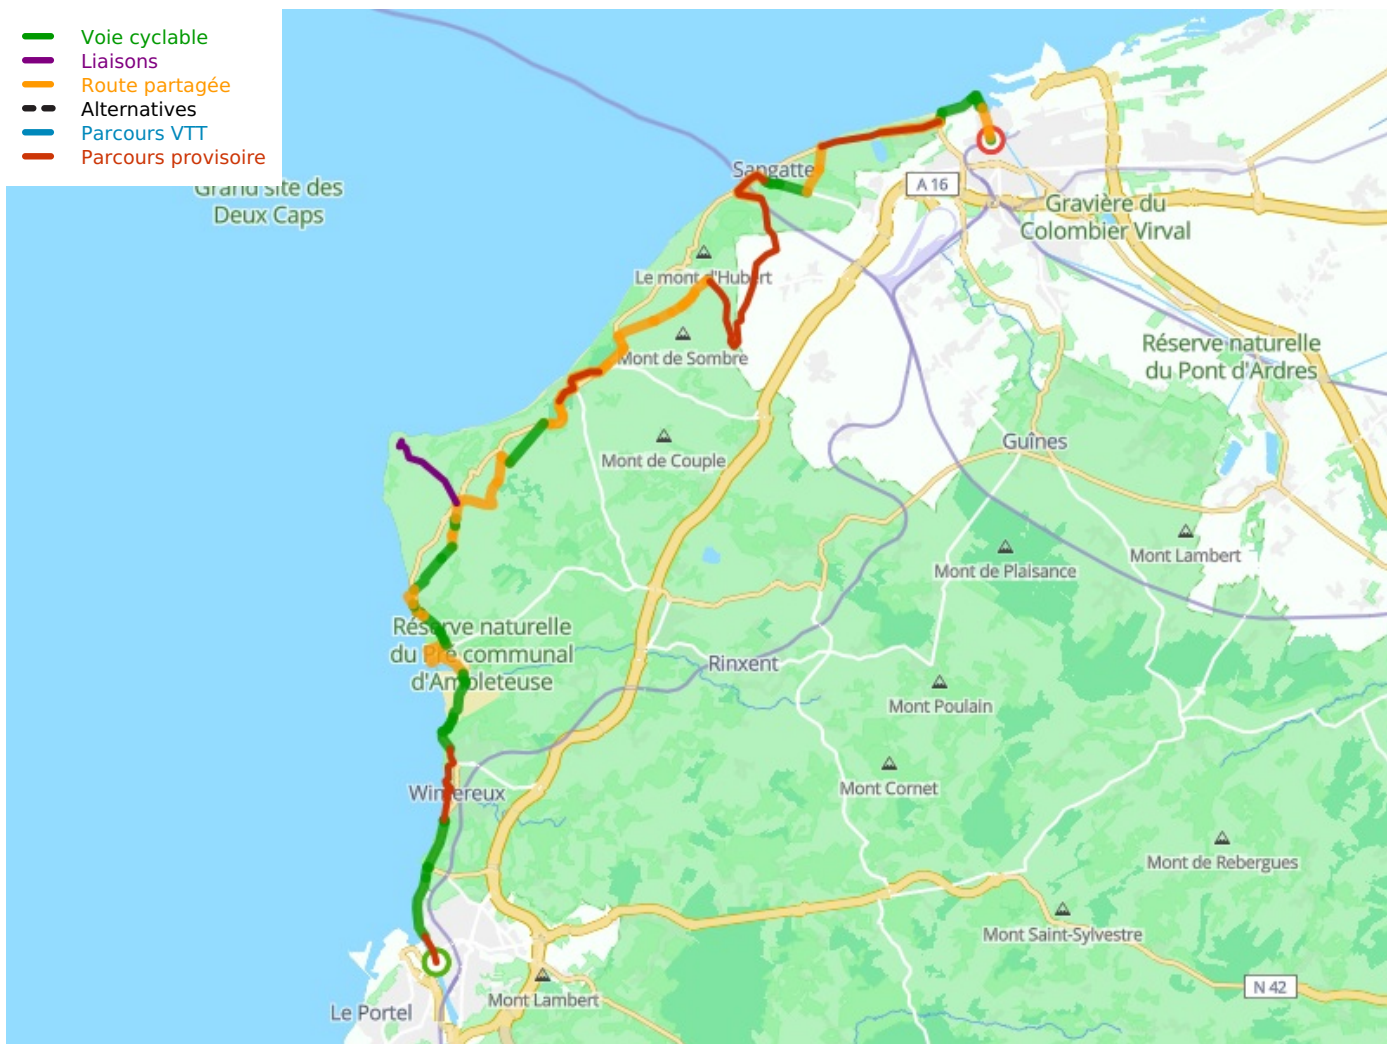 Voie cyclable
Liaisons
Route partagée
Alternatives
Parcours VTT
Parcours provisoire
Grand site des
Deux Caps
Sangatte
A 16
Gravière du
Colombier Virval
Le mont d'Hubert
Mont de Sombre
Réserve naturelle
du Pont d'Ardres
Mont de Couple
Guînes
Mont Lambert
Mont de Plaisance
Réserve naturelle
du Pré communal
d'Ambleteuse
Rinxent
Mont Poulain
Mont Cornet
Wimereux
Mont de Rebergues
Mont Saint-Sylvestre
N 42
Mont Lambert
Le Portel